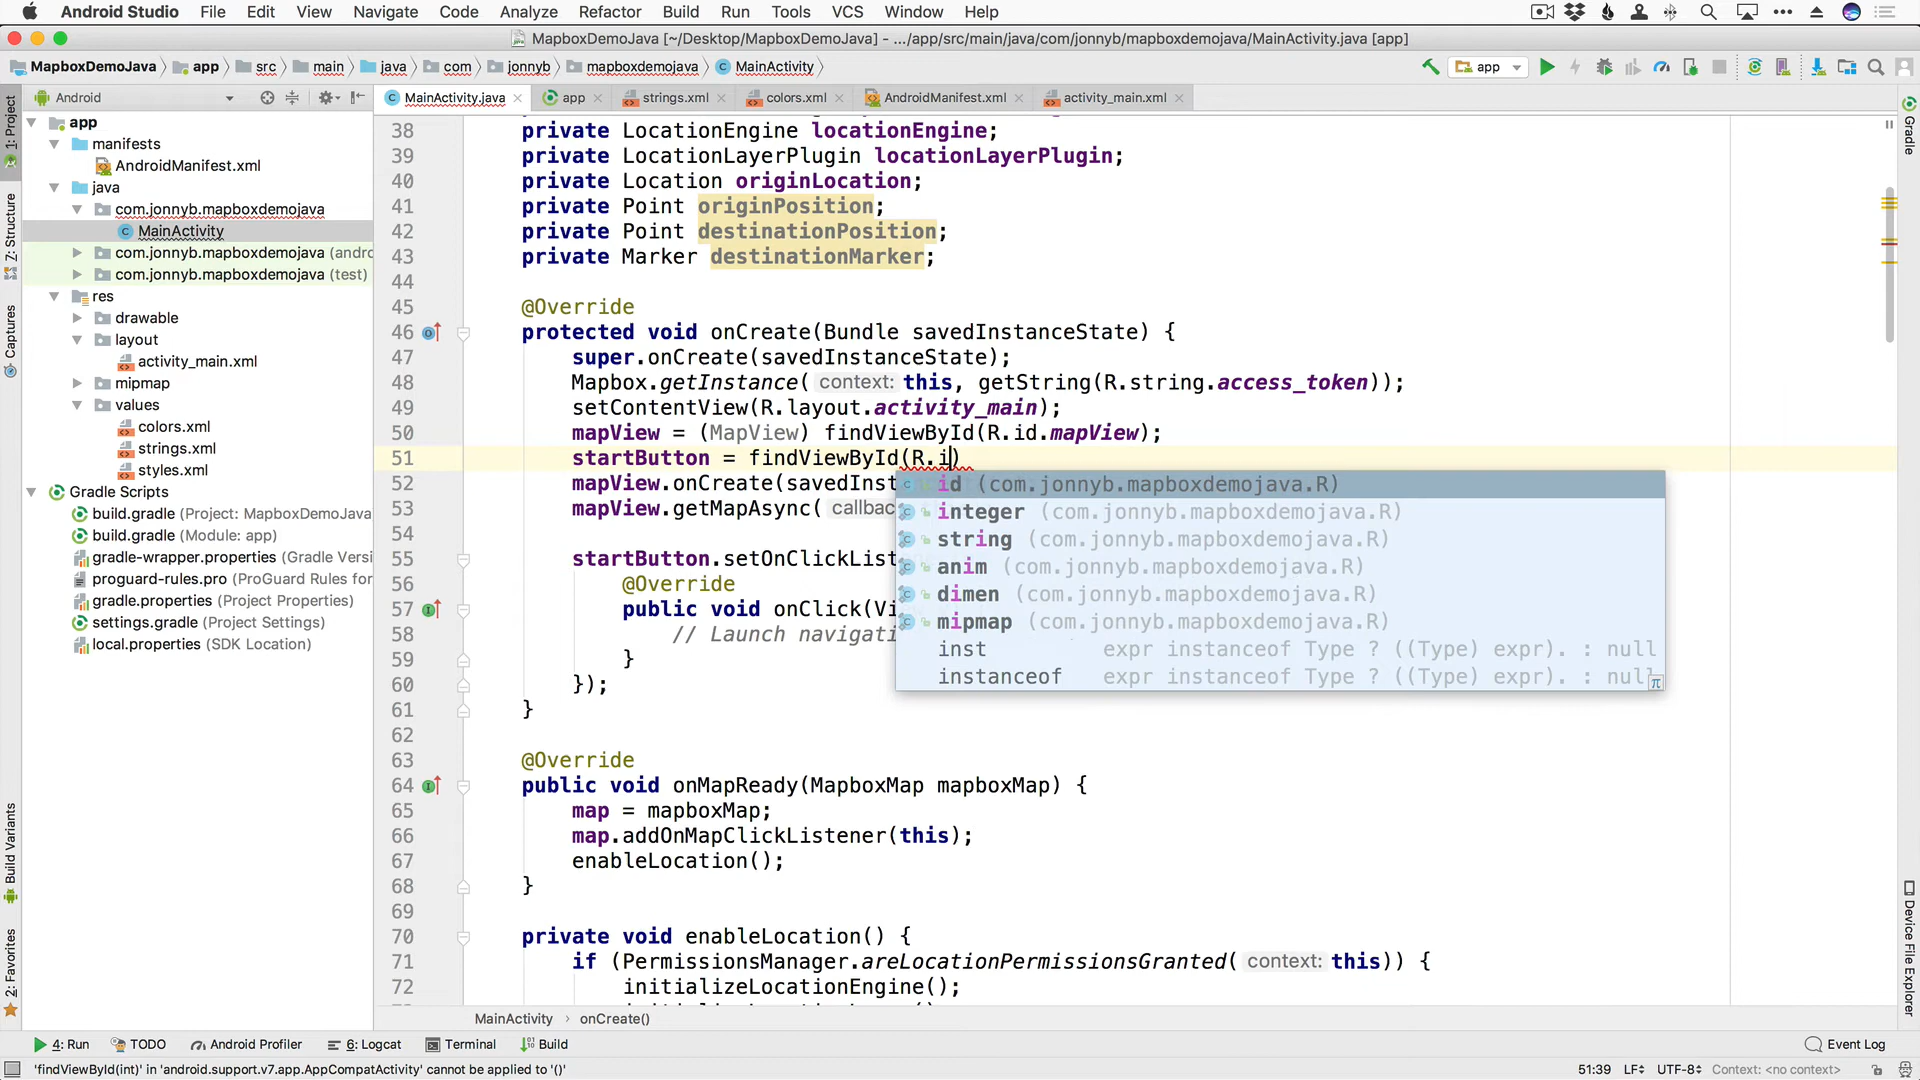 Android Studio File Edit View Navigate Code Analyze Refactor Build Run Tools VCS Window Help
MapboxDemoJava [~/Desktop/MapboxDemoJava] - .../app/src/main/java/com/jonnyb/mapboxdemojava/MainActivity.java [app]
MapboxDemoJava app src main java com jonnyb mapboxdemojava MainActivity app
Android MainActivity.java app strings.xml colors.xml AndroidManifest.xml activity_main.xml
1: Project
Z: Structure
Captures
Build Variants
2: Favorites
app
manifests
AndroidManifest.xml
java
com.jonnyb.mapboxdemojava
MainActivity
com.jonnyb.mapboxdemojava (andro
com.jonnyb.mapboxdemojava (test)
res
drawable
layout
activity_main.xml
mipmap
values
colors.xml
strings.xml
styles.xml
Gradle Scripts
build.gradle (Project: MapboxDemoJava
build.gradle (Module: app)
gradle-wrapper.properties (Gradle Versi
proguard-rules.pro (ProGuard Rules for
gradle.properties (Project Properties)
settings.gradle (Project Settings)
local.properties (SDK Location)
38 private LocationEngine locationEngine;
39 private LocationLayerPlugin locationLayerPlugin;
40 private Location originLocation;
41 private Point originPosition;
42 private Point destinationPosition;
43 private Marker destinationMarker;
44
45 @Override
46 protected void onCreate(Bundle savedInstanceState) {
47 super.onCreate(savedInstanceState);
48 Mapbox.getInstance( context: this, getString(R.string.access_token));
49 setContentView(R.layout.activity_main);
50 mapView = (MapView) findViewById(R.id.mapView);
51 startButton = findViewById(R.i)
52 mapView.onCreate(savedInst
53 mapView.getMapAsync( callbac
54
55 startButton.setOnClickList
56 @Override
57 public void onClick(Vi
58 // Launch navigati
59 }
60 });
61 }
62
63 @Override
64 public void onMapReady(MapboxMap mapboxMap) {
65 map = mapboxMap;
66 map.addOnMapClickListener(this);
67 enableLocation();
68 }
69
70 private void enableLocation() {
71 if (PermissionsManager.areLocationPermissionsGranted( context: this)) {
72 initializeLocationEngine();
id (com.jonnyb.mapboxdemojava.R)
integer (com.jonnyb.mapboxdemojava.R)
string (com.jonnyb.mapboxdemojava.R)
anim (com.jonnyb.mapboxdemojava.R)
dimen (com.jonnyb.mapboxdemojava.R)
mipmap (com.jonnyb.mapboxdemojava.R)
inst expr instanceof Type ? ((Type) expr). : null
instanceof expr instanceof Type ? ((Type) expr). : null
π
Gradle
Device File Explorer
MainActivity › onCreate()
4: Run TODO Android Profiler 6: Logcat Terminal Build Event Log
'findViewById(int)' in 'android.support.v7.app.AppCompatActivity' cannot be applied to '()' 51:39 LF÷ UTF-8÷ Context: <no context>